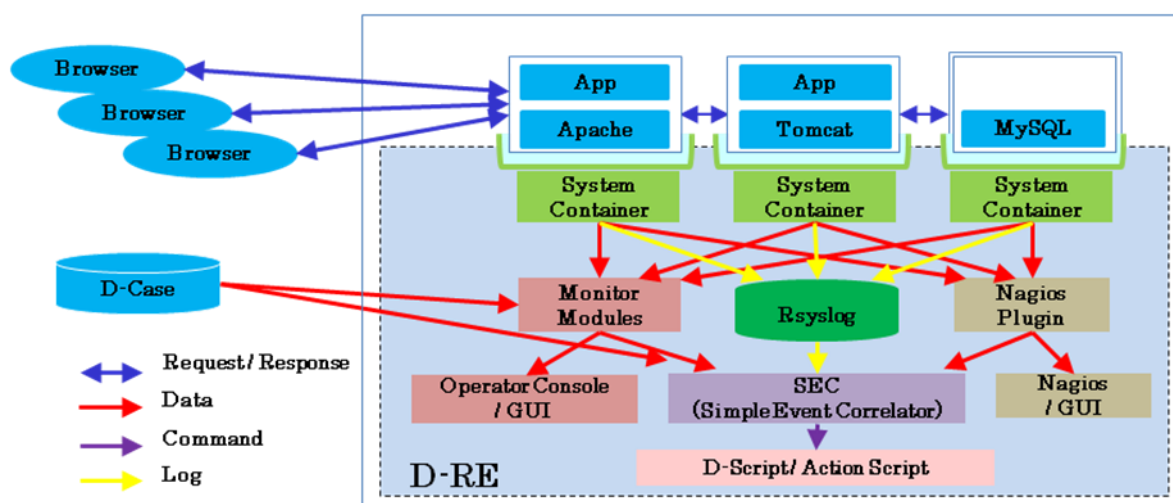 Browser
Browser
Browser
App
Apache
App
Tomcat
MySQL
System
Container
System
Container
System
Container
D-Case
Monitor
Modules
Rsyslog
Nagios
Plugin
Operator Console
/ GUI
SEC
(Simple Event Correlator)
Nagios
/ GUI
D-Script/ Action Script
D-RE
Request/ Response
Data
Command
Log